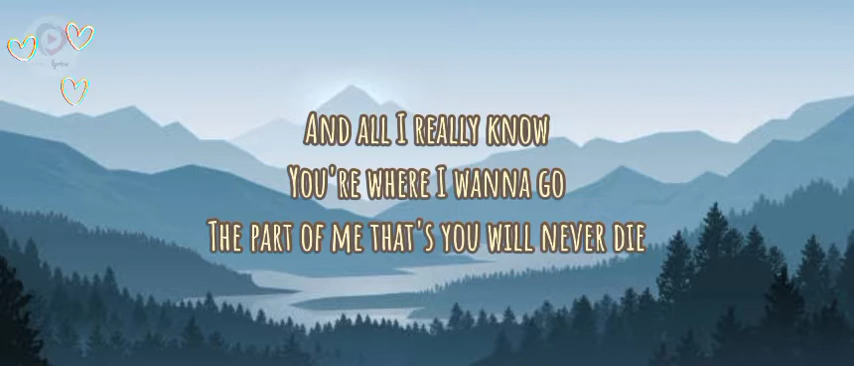 And all I really know
You're where I wanna go
The part of me that's you will never die